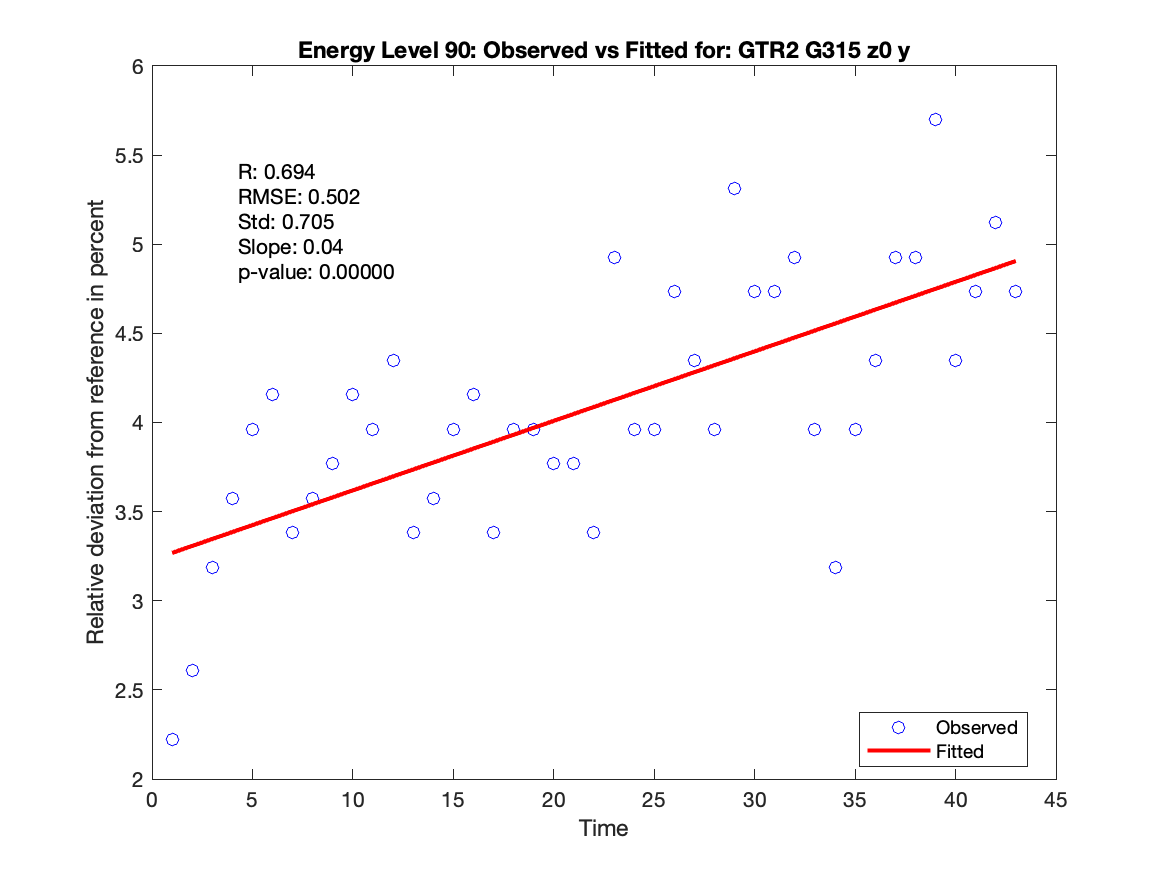 Energy Level 90: Observed vs Fitted for: GTR2 G315 z0 y
6
5.5
5
4.5
4
3.5
3
2.5
2
Relative deviation from reference in percent
R: 0.694
RMSE: 0.502
Std: 0.705
Slope: 0.04
p-value: 0.00000
Observed
Fitted
0 5 10 15 20 25 30 35 40 45
Time